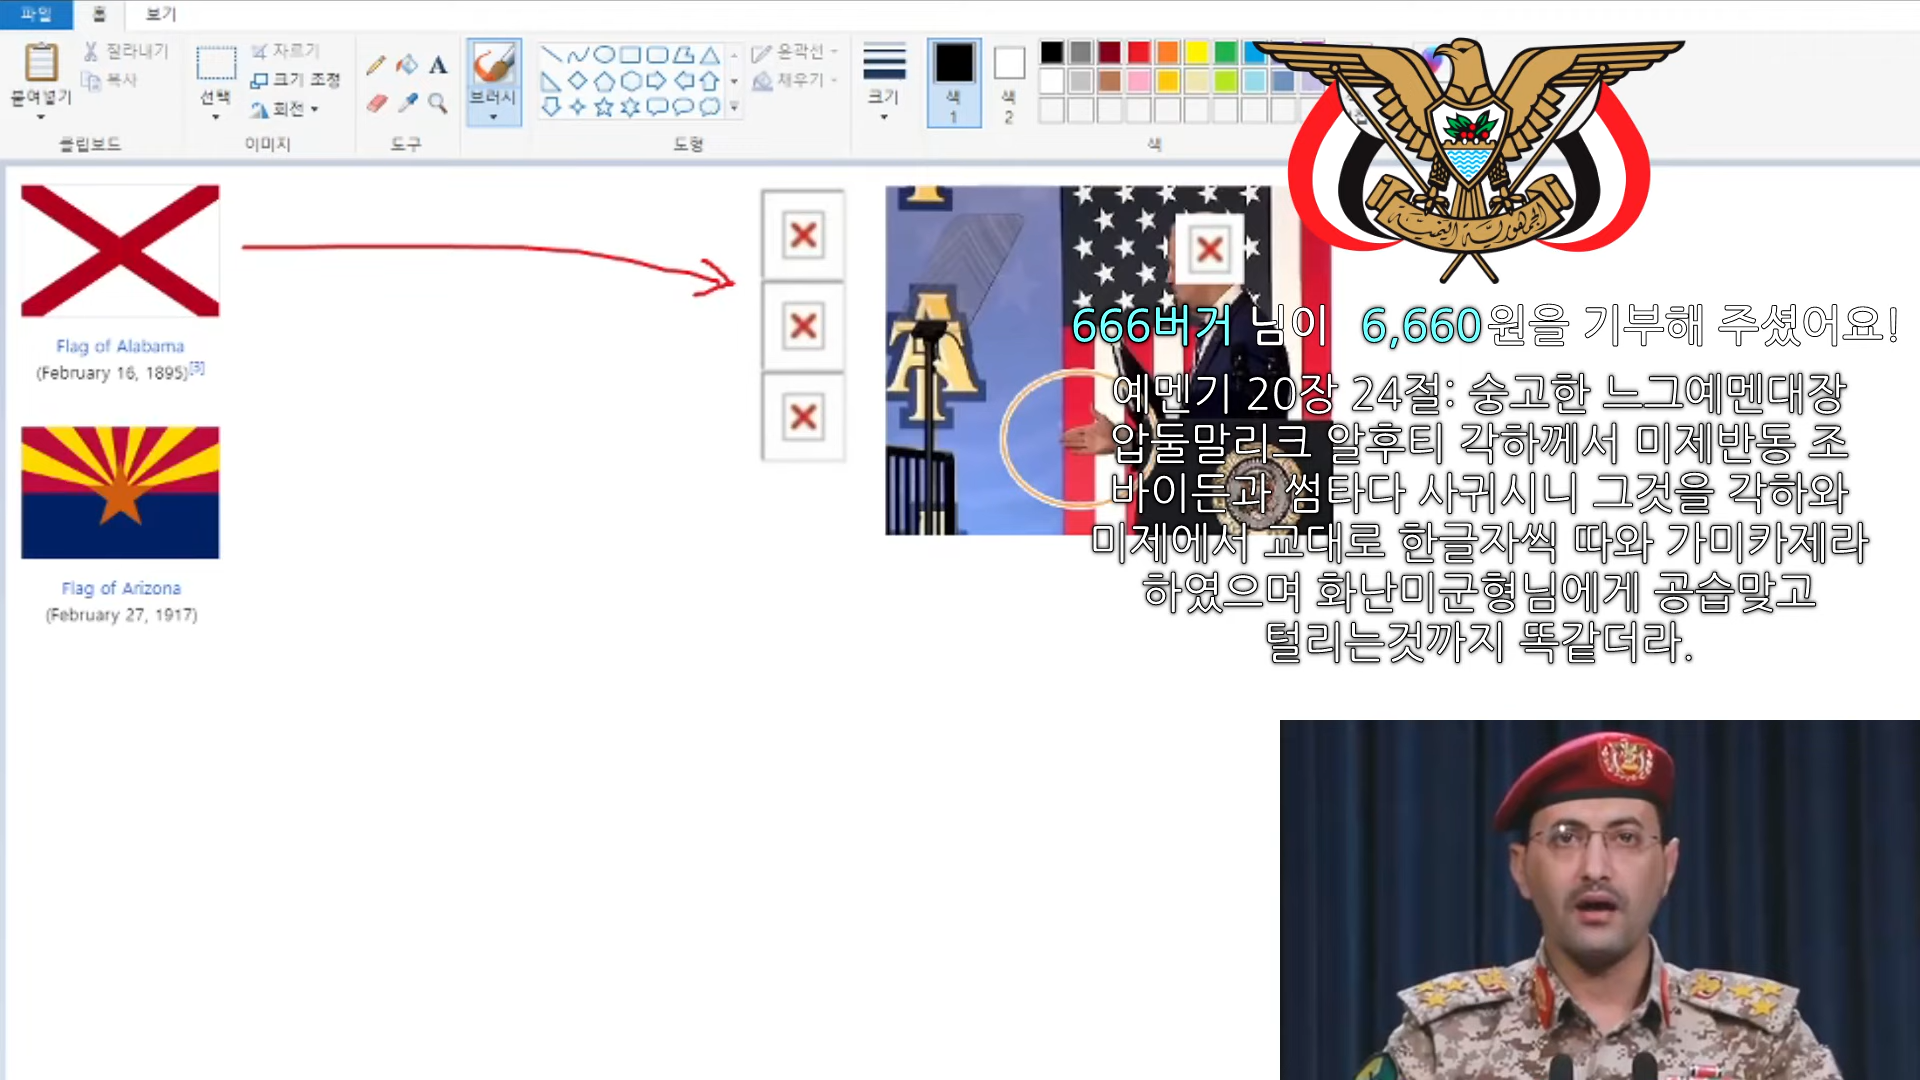 파일
홈
보기
붙여넣기
잘라내기
복사
클립보드
선택
자르기
크기 조정
회전
이미지
A
도구
브러시
윤곽선
채우기
도형
크기
색
1
색
2
색
Flag of Alabama
(February 16, 1895)[3]
Flag of Arizona
(February 27, 1917)
الجمهورية اليمنية
666버거 님이 6,660원을 기부해 주셨어요!
예멘기 20장 24절: 숭고한 느그예멘대장
압둘말리크 알후티 각하께서 미제반동 조
바이든과 썸타다 사귀시니 그것을 각하와
미제에서 교대로 한글자씩 따와 가미카제라
하였으며 화난미군형님에게 공습맞고
털리는것까지 똑같더라.